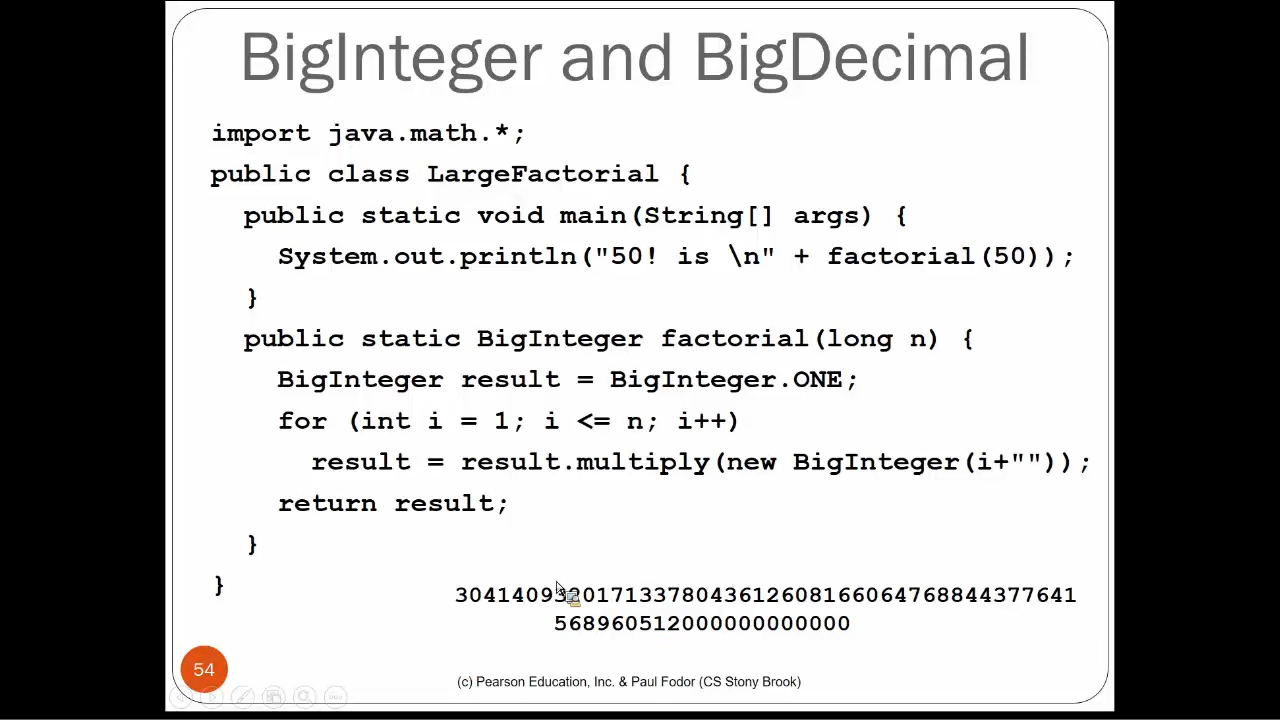 BigInteger and BigDecimal
import java.math.*;
public class LargeFactorial {
public static void main(String[] args) {
System.out.println("50! is \n" + factorial(50));
}
public static BigInteger factorial(long n) {
BigInteger result = BigInteger.ONE;
for (int i = 1; i <= n; i++)
result = result.multiply(new BigInteger(i+""));
return result;
}
}
30414093201713378043612608166064768844377641
568960512000000000000
54
(c) Pearson Education, Inc. & Paul Fodor (CS Stony Brook)